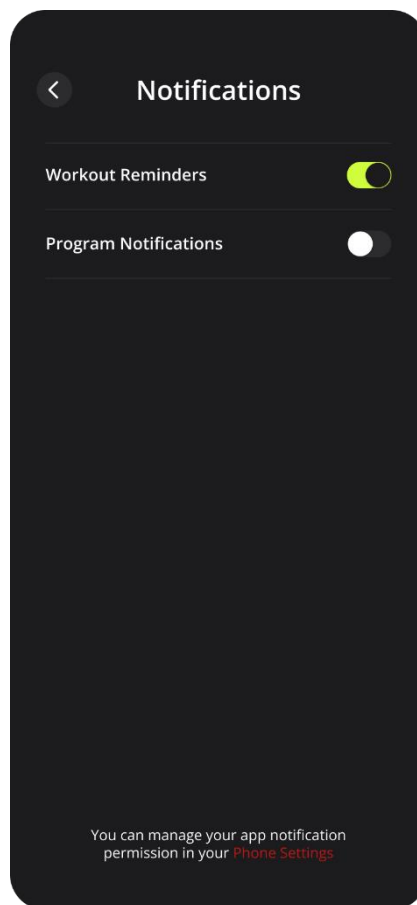 Notifications
Workout Reminders
Program Notifications
You can manage your app notification
permission in your Phone Settings